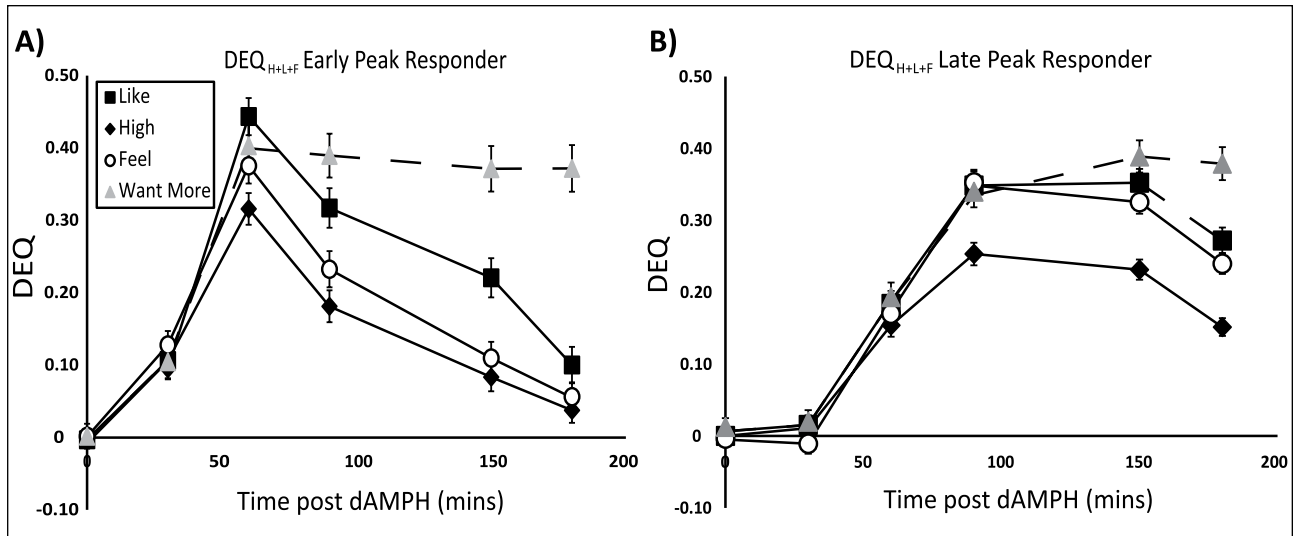 A)
DEQ H+L+F Early Peak Responder
DEQ
0.50
0.40
0.30
0.20
0.10
0
-0.10
Like
High
Feel
Want More
0 50 100 150 200
Time post dAMPH (mins)
B)
DEQ H+L+F Late Peak Responder
DEQ
0.50
0.40
0.30
0.20
0.10
0
-0.10
0 50 100 150 200
Time post dAMPH (mins)